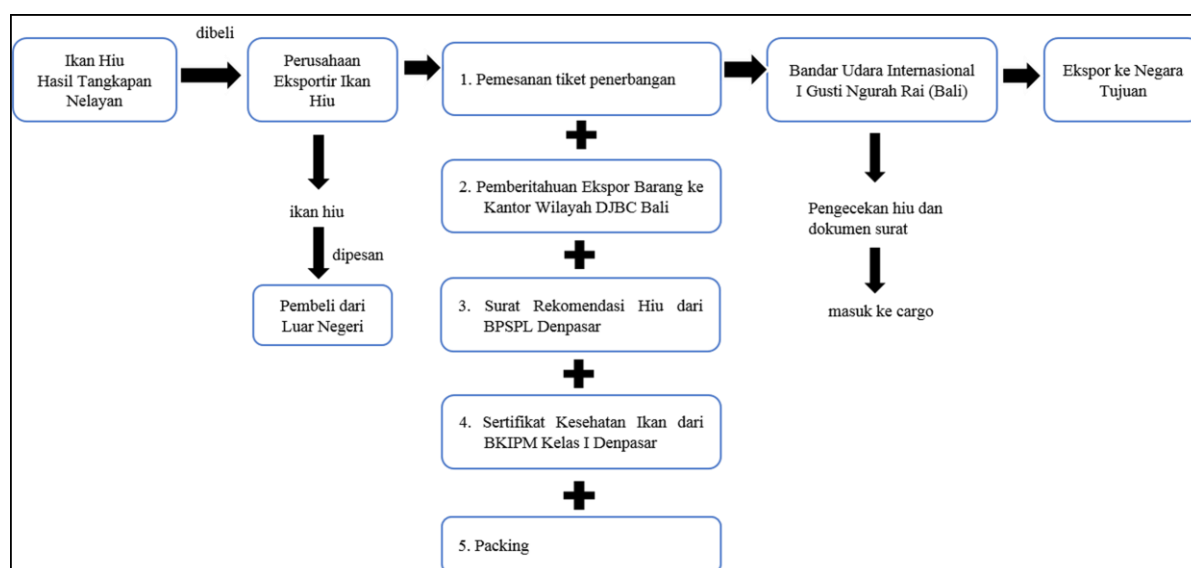 dibeli
Ikan Hiu
Hasil Tangkapan
Nelayan
Perusahaan
Eksportir Ikan
Hiu
1. Pemesanan tiket penerbangan
Bandar Udara Internasional
I Gusti Ngurah Rai (Bali)
Ekspor ke Negara
Tujuan
2. Pemberitahuan Ekspor Barang ke
Kantor Wilayah DJBC Bali
ikan hiu
Pengecekan hiu dan
dokumen surat
dipesan
Pembeli dari
Luar Negeri
3. Surat Rekomendasi Hiu dari
BPSPL Denpasar
masuk ke cargo
4. Sertifikat Kesehatan Ikan dari
BKIPM Kelas I Denpasar
5. Packing